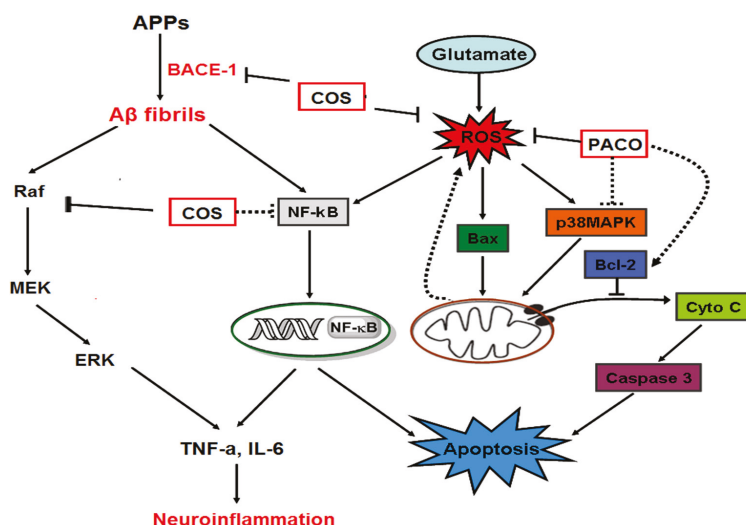 APPs
BACE-1
Glutamate
COS
Aβ fibrils
ROS
PACO
Raf
COS
NF-kB
p38MAPK
Bax
Bcl-2
MEK
NF-κB
Cyto C
ERK
Caspase 3
TNF-a, IL-6
Apoptosis
Neuroinflammation